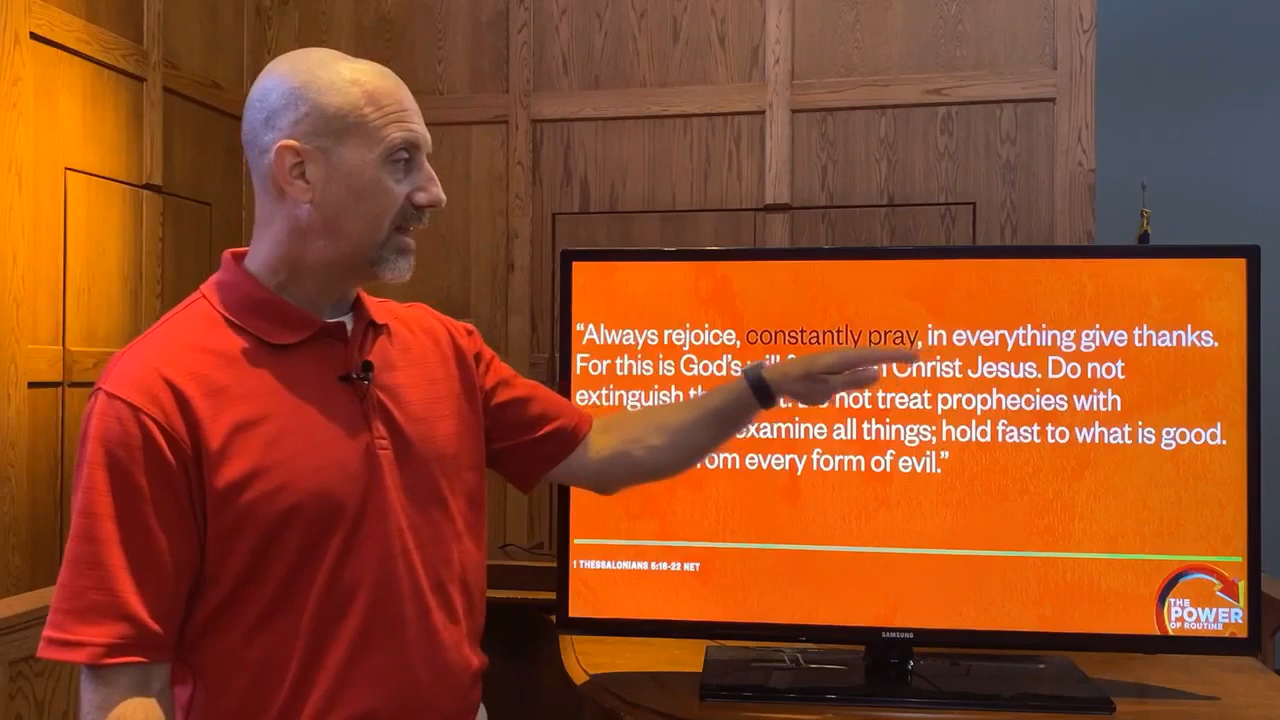 “Always rejoice, constantly pray, in everything give thanks.
For this is God's will Christ Jesus. Do not
extinguish not treat prophecies with
examine all things; hold fast to what is good.
from every form of evil.”
1 THESSALONIANS 5:16-22 NET
THE
POWER
OF ROUTINE
SAMSUNG